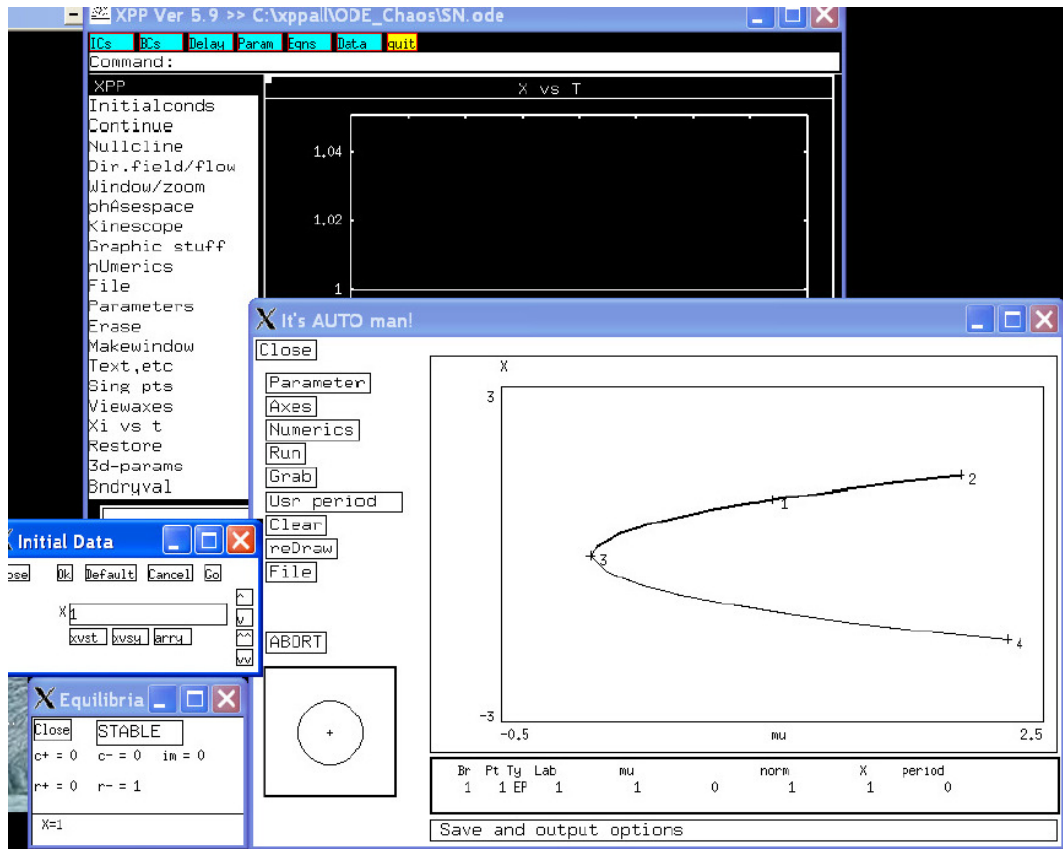 XPP Ver 5.9 >> C:\xppall\ODE_Chaos\SN.ode
ICs BCs Delay Param Eqns Data quit
Command:
XPP
Initialconds
Continue
Nullcline
Dir.field/flow
Window/zoom
phAsespace
Kinescope
Graphic stuff
nUmerics
File
Parameters
Erase
Makewindow
Text,etc
Sing pts
Viewaxes
Xi vs t
Restore
3d-params
Bndryval
X vs T
1.04
1.02
1
It's AUTO man!
Close
Parameter
Axes
Numerics
Run
Grab
Usr period
Clear
reDraw
File
ABORT
X
3
2
1
3
4
-3
-0.5 mu 2.5
Br Pt Ty Lab mu norm X period
1 1 EP 1 1 0 1 1 0
Save and output options
Initial Data
ose Ok Default Cancel Go
X 1
xvst xvsy arry
^
v
^^
vv
Equilibria
Close STABLE
c+ = 0 c- = 0 im = 0
r+ = 0 r- = 1
X=1